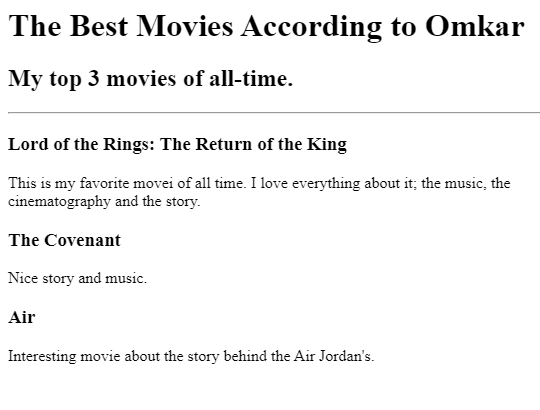 The Best Movies According to Omkar
My top 3 movies of all-time.
Lord of the Rings: The Return of the King
This is my favorite movei of all time. I love everything about it; the music, the
cinematography and the story.
The Covenant
Nice story and music.
Air
Interesting movie about the story behind the Air Jordan's.